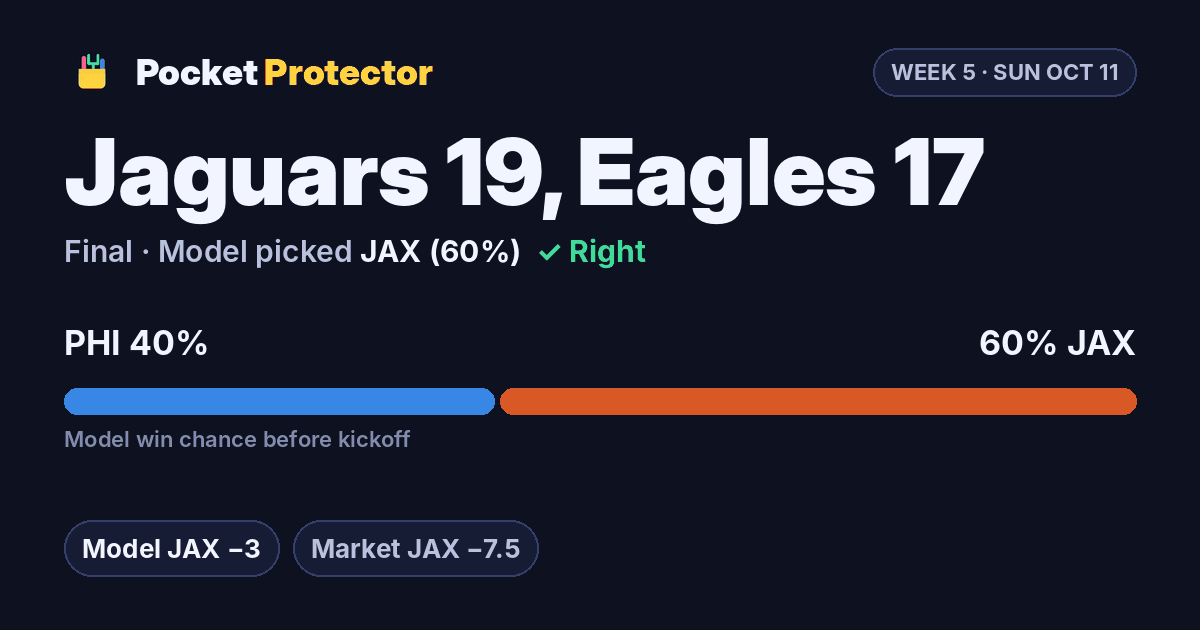 Pocket Protector
WEEK 5 · SUN OCT 11
Jaguars 19, Eagles 17
Final · Model picked JAX (60%) ✓ Right
PHI 40%
60% JAX
Model win chance before kickoff
Model JAX −3
Market JAX −7.5